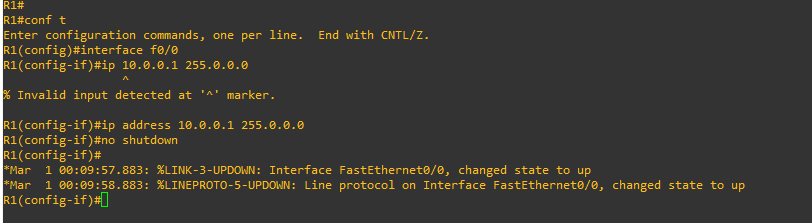 R1#
R1#conf t
Enter configuration commands, one per line.  End with CNTL/Z.
R1(config)#interface f0/0
R1(config-if)#ip 10.0.0.1 255.0.0.0
                 ^
% Invalid input detected at '^' marker.

R1(config-if)#ip address 10.0.0.1 255.0.0.0
R1(config-if)#no shutdown
R1(config-if)#
*Mar  1 00:09:57.883: %LINK-3-UPDOWN: Interface FastEthernet0/0, changed state to up
*Mar  1 00:09:58.883: %LINEPROTO-5-UPDOWN: Line protocol on Interface FastEthernet0/0, changed state to up
R1(config-if)#